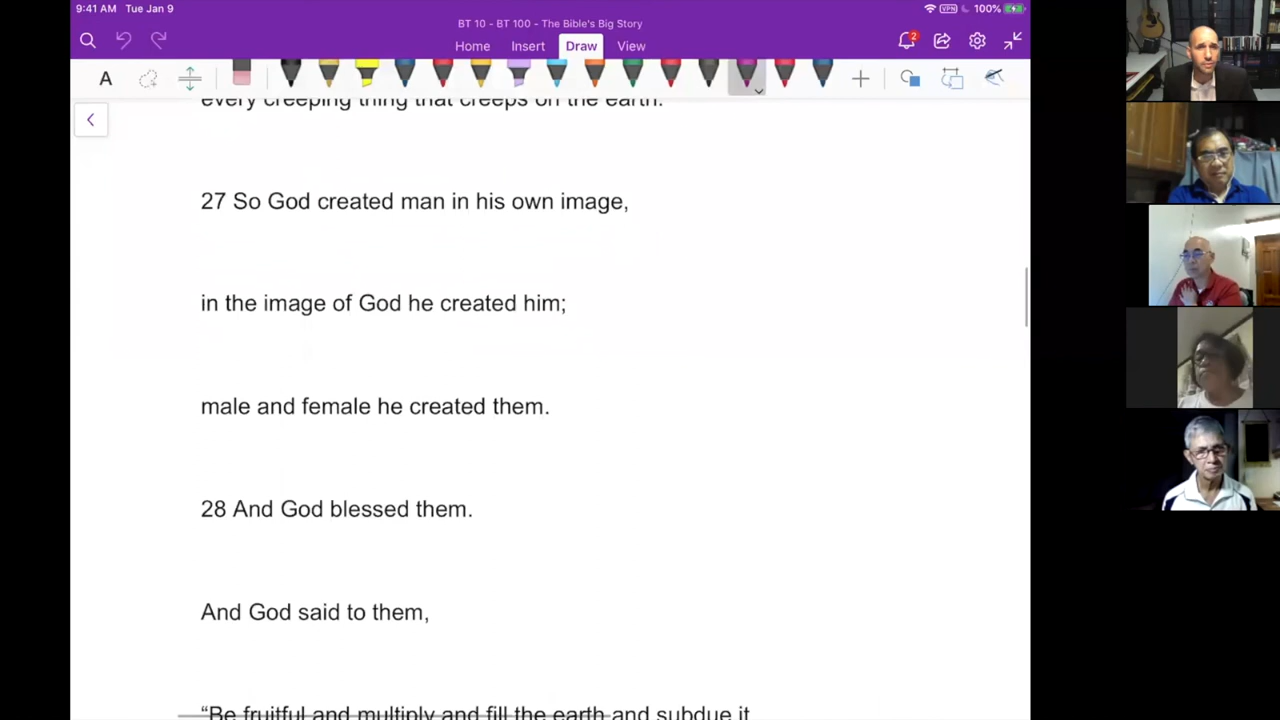 9:41 AM Tue Jan 9
VPN 100%
BT 10 - BT 100 - The Bible's Big Story
Home Insert Draw View
2
A
every creeping thing that creeps on the earth.
27 So God created man in his own image,
in the image of God he created him;
male and female he created them.
28 And God blessed them.
And God said to them,
“Be fruitful and multiply and fill the earth and subdue it